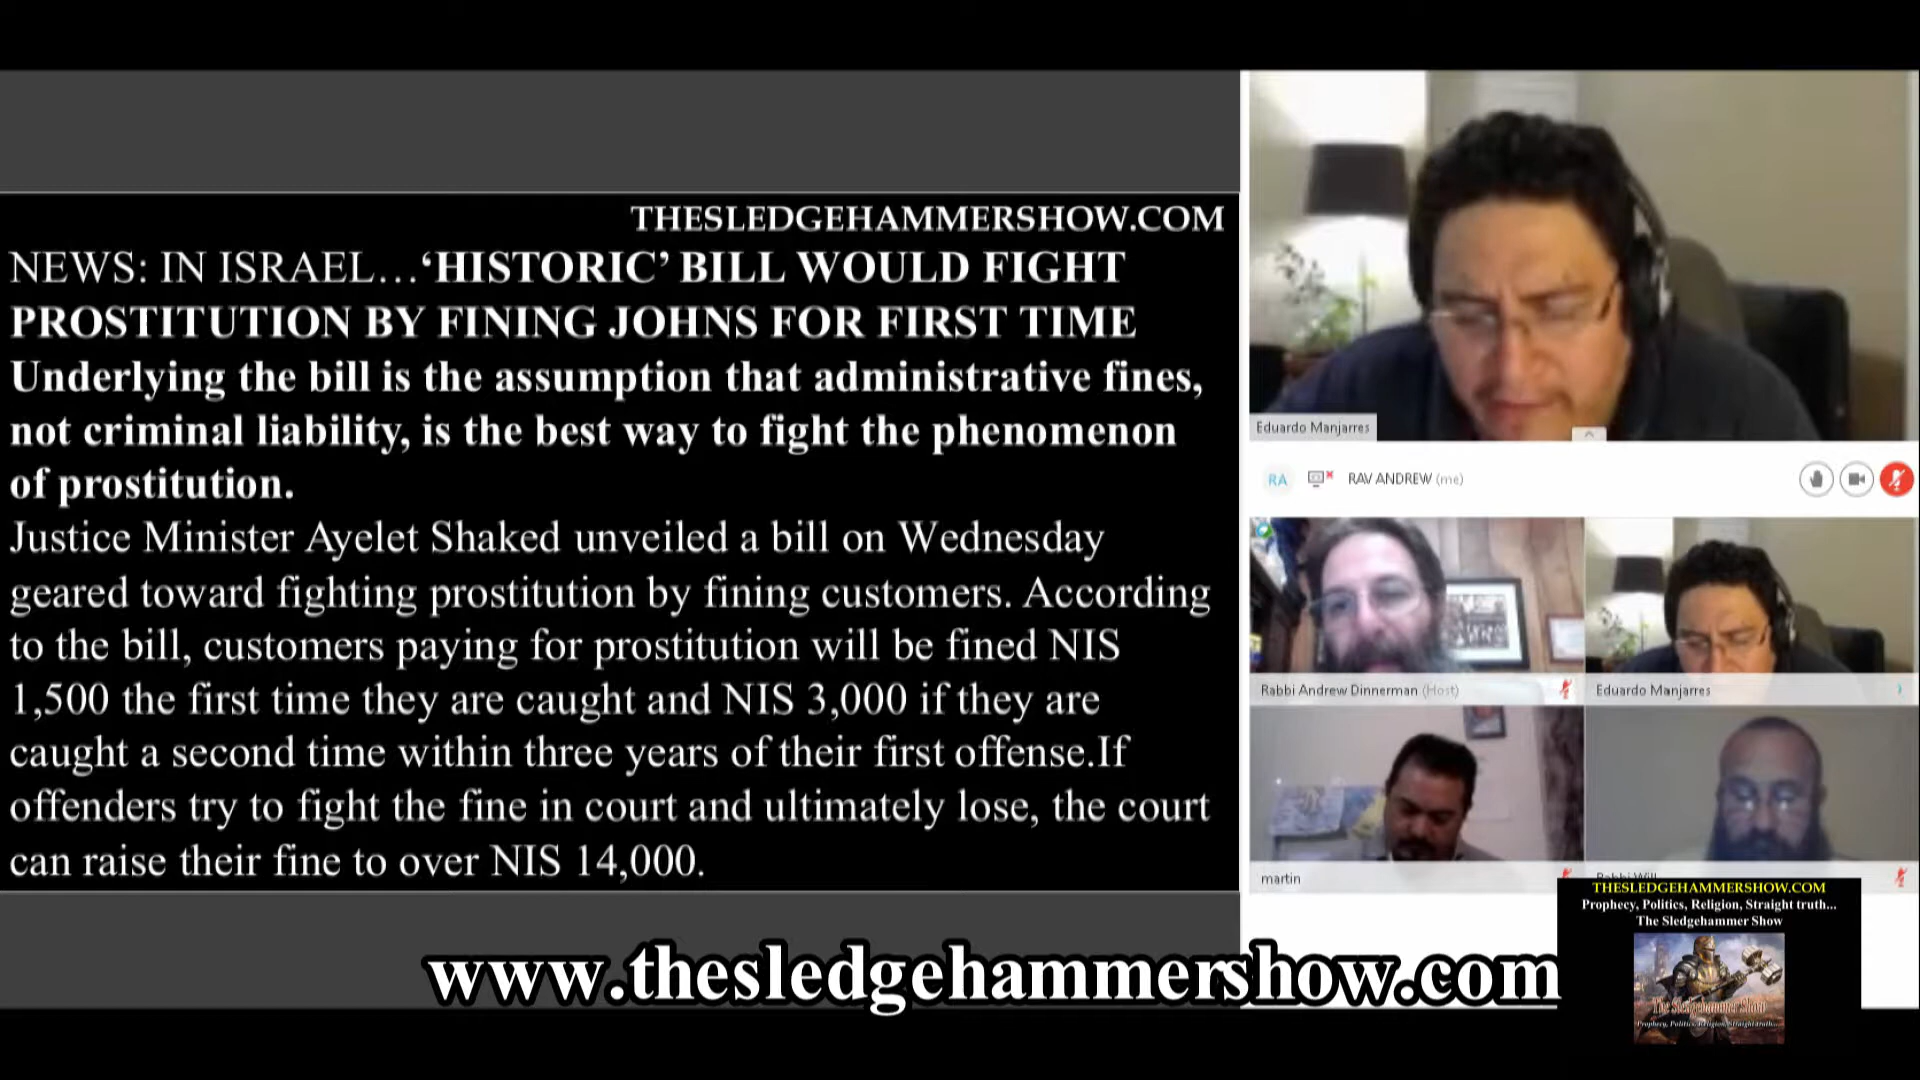 THESLEDGEHAMMERSHOW.COM
NEWS: IN ISRAEL…‘HISTORIC’ BILL WOULD FIGHT
PROSTITUTION BY FINING JOHNS FOR FIRST TIME
Underlying the bill is the assumption that administrative fines,
not criminal liability, is the best way to fight the phenomenon
of prostitution.
Justice Minister Ayelet Shaked unveiled a bill on Wednesday
geared toward fighting prostitution by fining customers. According
to the bill, customers paying for prostitution will be fined NIS
1,500 the first time they are caught and NIS 3,000 if they are
caught a second time within three years of their first offense.If
offenders try to fight the fine in court and ultimately lose, the court
can raise their fine to over NIS 14,000.
Eduardo Manjarres
RA RAV ANDREW (me)
Rabbi Andrew Dinnerman (Host)
Eduardo Manjarres
martin
Rabbi Will
THESLEDGEHAMMERSHOW.COM
Prophecy, Politics, Religion, Straight truth...
The Sledgehammer Show
The Sledgehammer Show
Prophecy, Politics, Religion, Straight truth...
www.thesledgehammershow.com